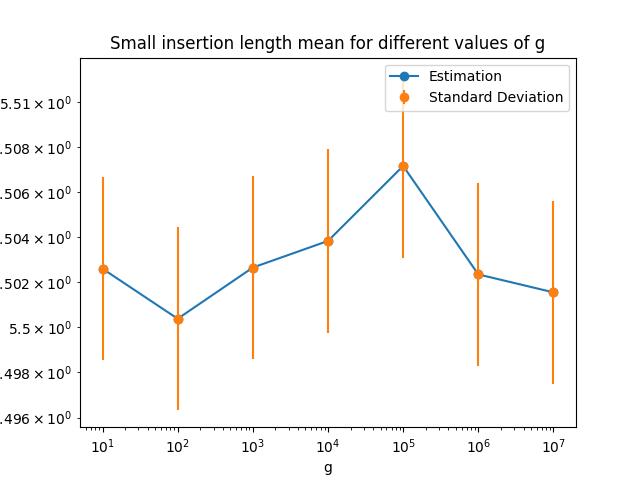 Small insertion length mean for different values of g
Estimation
Standard Deviation
5.51 × 10⁰
.508 × 10⁰
.506 × 10⁰
.504 × 10⁰
.502 × 10⁰
5.5 × 10⁰
.498 × 10⁰
.496 × 10⁰
10¹ 10² 10³ 10⁴ 10⁵ 10⁶ 10⁷
g